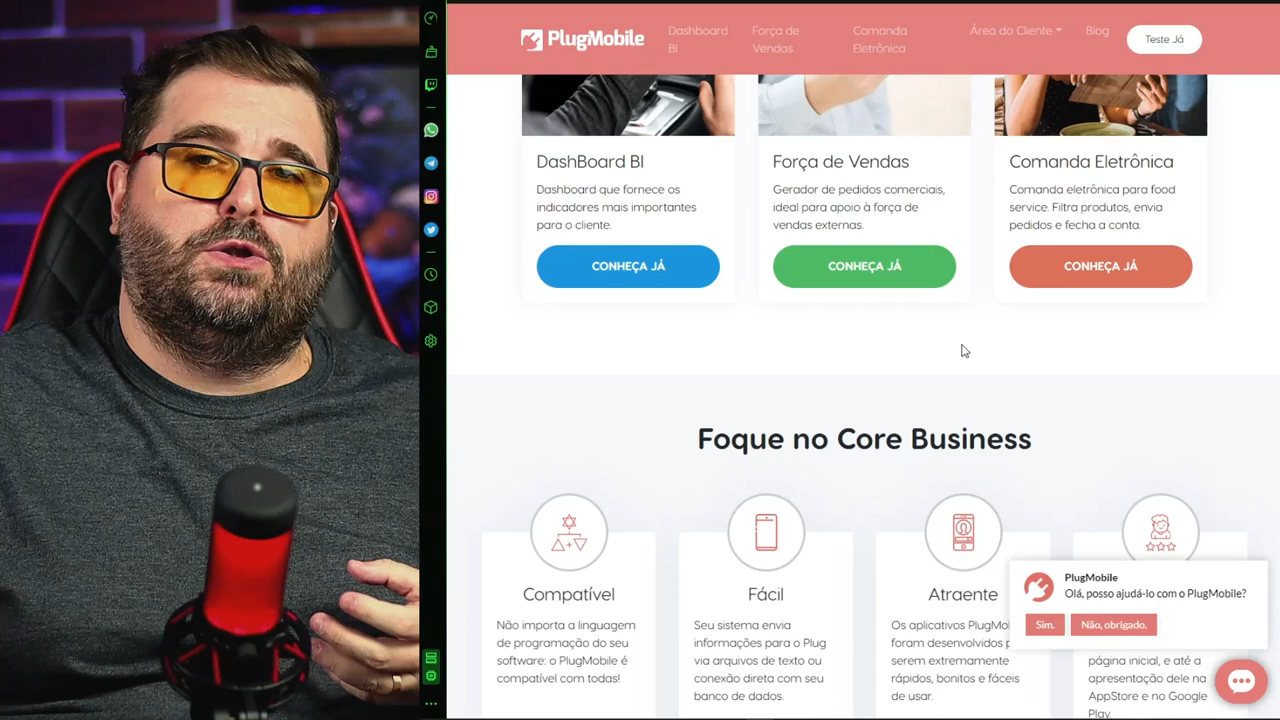 PlugMobile
Dashboard
BI
Força de
Vendas
Comanda
Eletrônica
Área do Cliente
Blog
Teste Já
DashBoard BI
Dashboard que fornece os
indicadores mais importantes
para o cliente.
CONHEÇA JÁ
Força de Vendas
Gerador de pedidos comerciais,
ideal para apoio à força de
vendas externas.
CONHEÇA JÁ
Comanda Eletrônica
Comanda eletrônica para food
service. Filtra produtos, envia
pedidos e fecha a conta.
CONHEÇA JÁ
Foque no Core Business
Compatível
Não importa a linguagem
de programação do seu
software: o PlugMobile é
compatível com todas!
Fácil
Seu sistema envia
informações para o Plug
via arquivos de texto ou
conexão direta com seu
banco de dados.
Atraente
Os aplicativos PlugMo
foram desenvolvidos p
serem extremamente
rápidos, bonitos e fáceis
de usar.
página inicial, e até a
apresentação dele na
AppStore e no Google
Play.
PlugMobile
Olá, posso ajudá-lo com o PlugMobile?
Sim.
Não, obrigado.